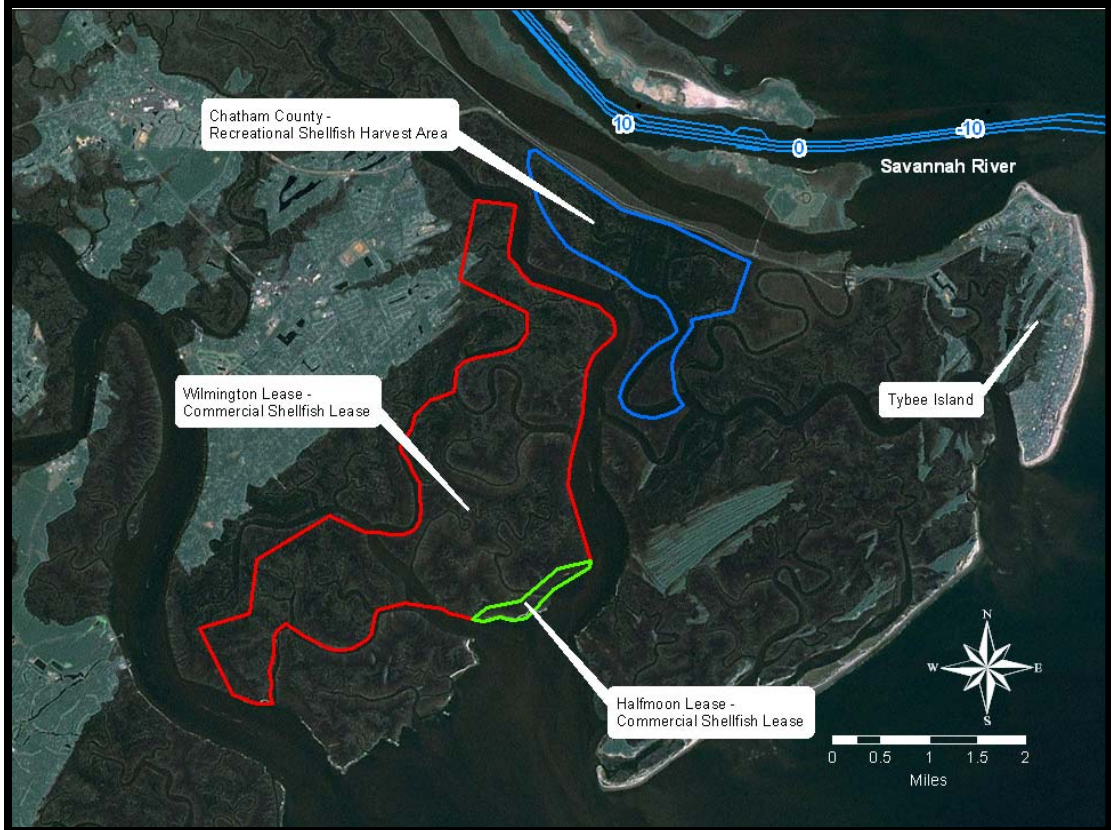 Chatham County -
Recreational Shellfish Harvest Area
10
0
-10
Savannah River
Wilmington Lease -
Commercial Shellfish Lease
Tybee Island
Halfmoon Lease -
Commercial Shellfish Lease
N
W
E
S
0 0.5 1 1.5 2
Miles